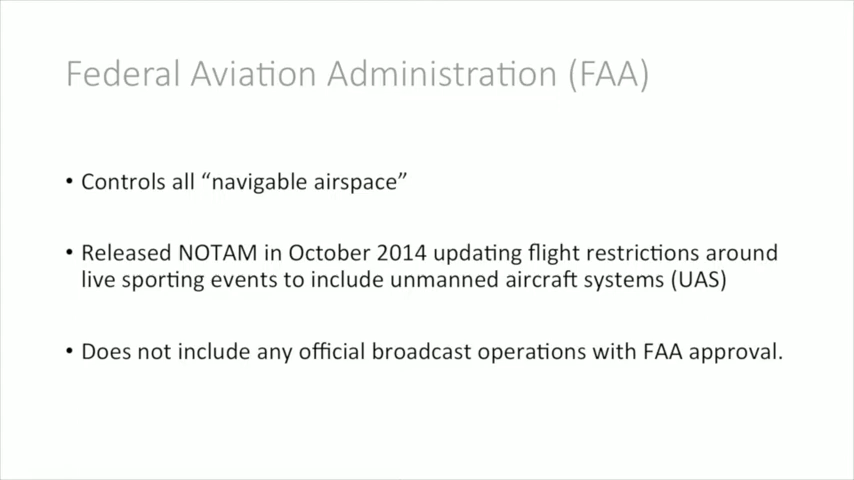 Federal Aviation Administration (FAA)
• Controls all “navigable airspace”
• Released NOTAM in October 2014 updating flight restrictions around
live sporting events to include unmanned aircraft systems (UAS)
• Does not include any official broadcast operations with FAA approval.